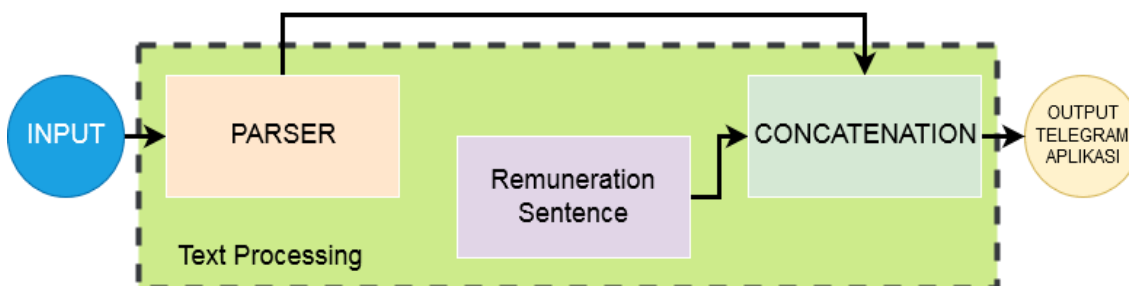 INPUT
PARSER
Remuneration
Sentence
CONCATENATION
OUTPUT
TELEGRAM
APLIKASI
Text Processing